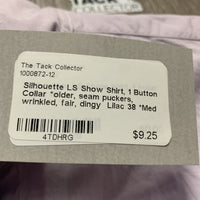 COLLECTOR
The Tack Collector
1000872-12
Silhouette LS Show Shirt, 1 Button
Collar *older, seam puckers,
wrinkled, fair, dingy Lilac 38 *Med
$9.25
4TDHRG